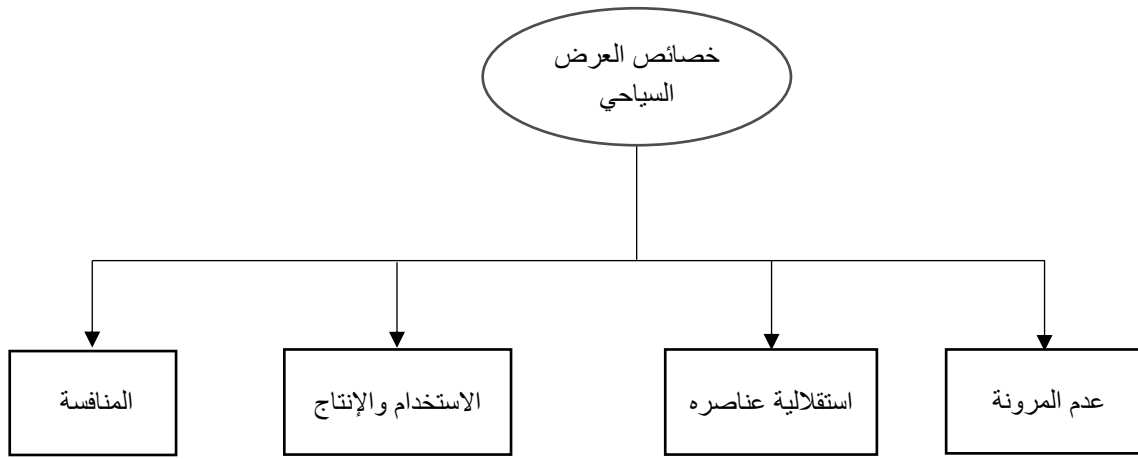 خصائص العرض
السياحي
عدم المرونة
استقلالية عناصره
الاستخدام والإنتاج
المنافسة